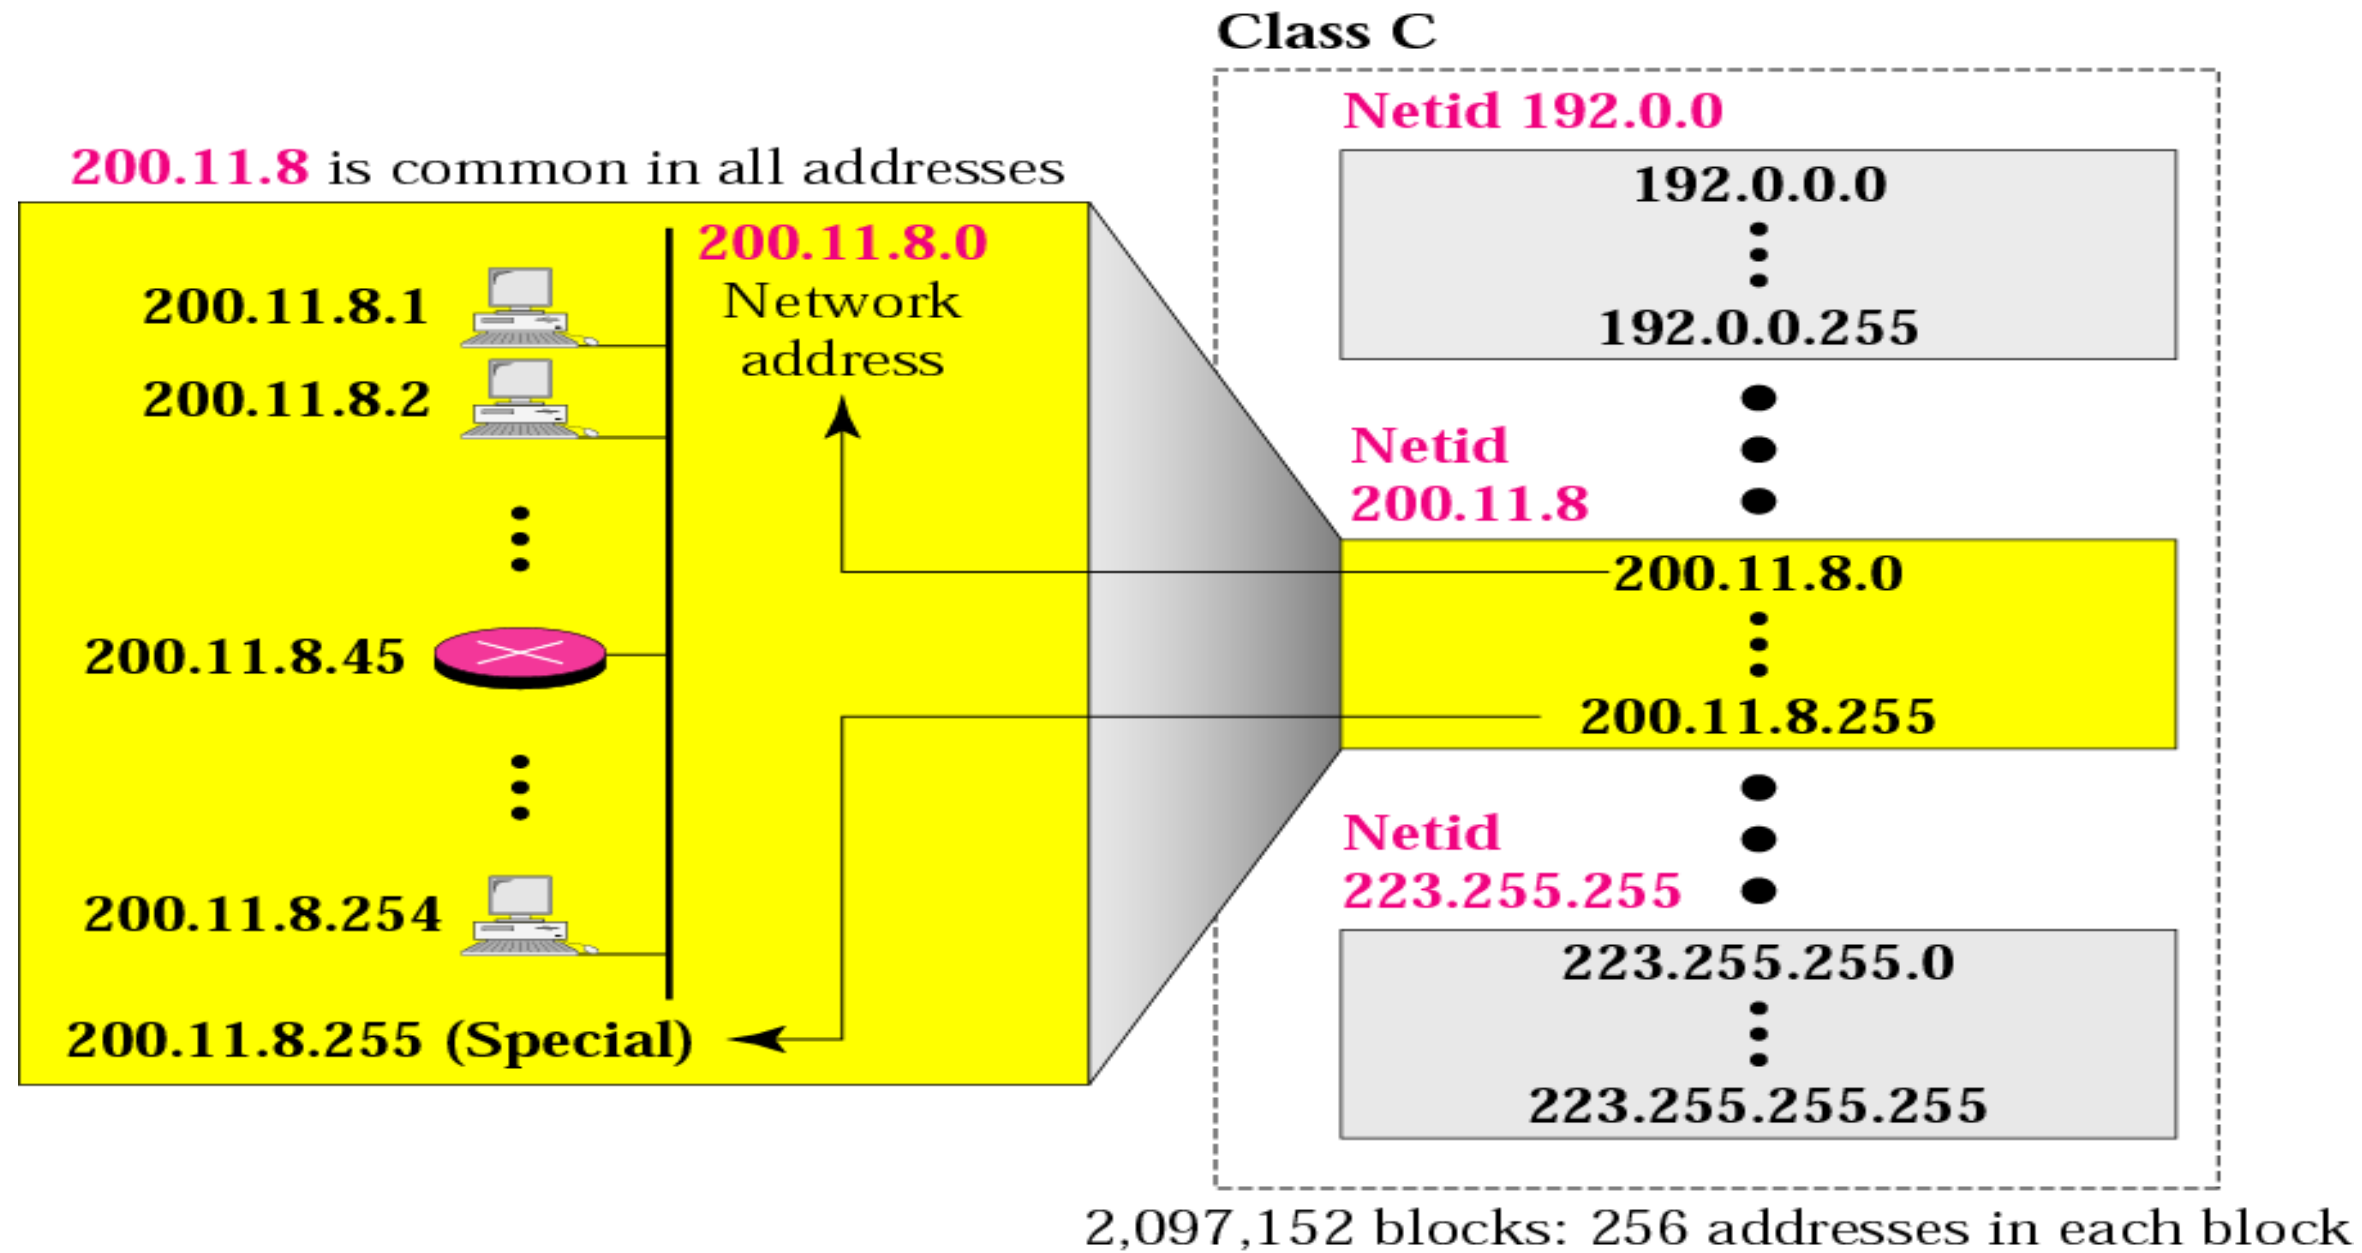 Class C
200.11.8 is common in all addresses
200.11.8.0
Network
address
200.11.8.1
200.11.8.2
200.11.8.45
200.11.8.254
200.11.8.255 (Special)
Netid 192.0.0
192.0.0.0
192.0.0.255
Netid
200.11.8
200.11.8.0
200.11.8.255
Netid
223.255.255
223.255.255.0
223.255.255.255
2,097,152 blocks: 256 addresses in each block